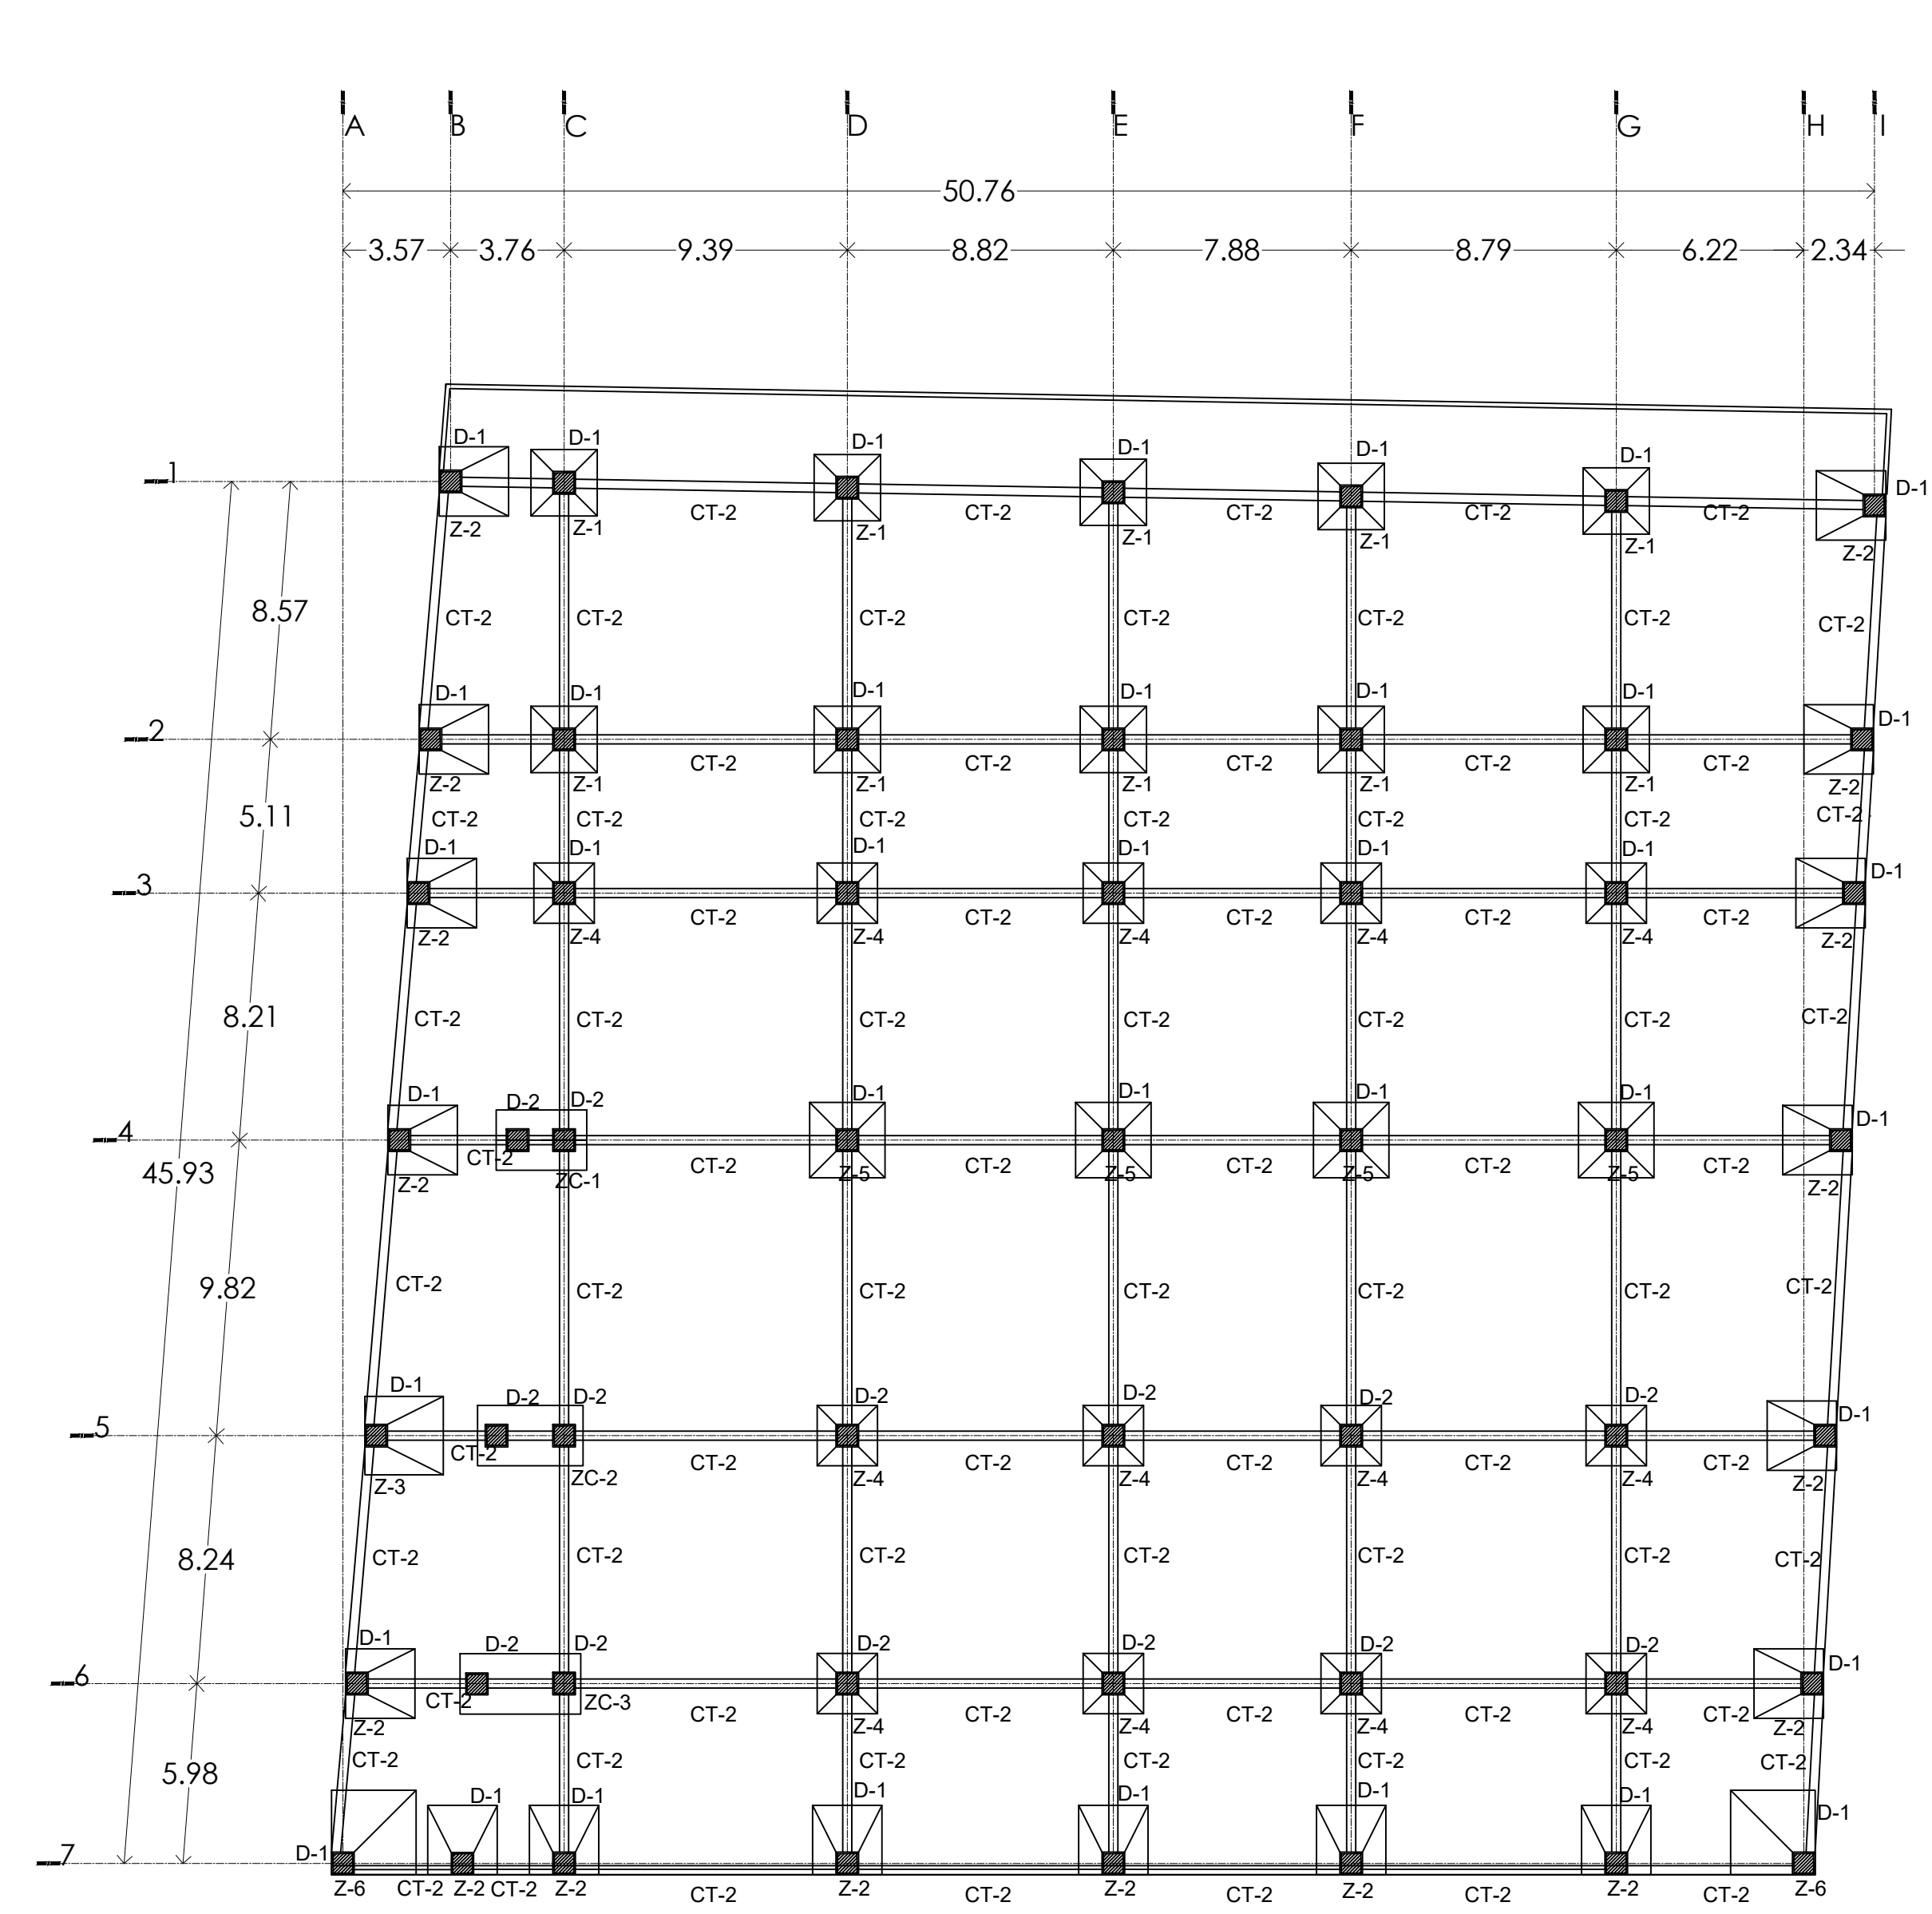 A B C D E F G H I
50.76
3.57 3.76 9.39 8.82 7.88 8.79 6.22 2.34
D-1 D-1 D-1 D-1 D-1 D-1 D-1
1
CT-2 CT-2 CT-2 CT-2 CT-2
Z-2 Z-1 Z-1 Z-1 Z-1 Z-1 Z-2
8.57
CT-2 CT-2 CT-2 CT-2 CT-2 CT-2 CT-2
D-1 D-1 D-1 D-1 D-1 D-1 D-1
2
CT-2 CT-2 CT-2 CT-2 CT-2
Z-2 Z-1 Z-1 Z-1 Z-1 Z-1 Z-2
5.11
CT-2 CT-2 CT-2 CT-2 CT-2 CT-2 CT-2
D-1 D-1 D-1 D-1 D-1 D-1 D-1
3
CT-2 CT-2 CT-2 CT-2 CT-2
Z-2 Z-4 Z-4 Z-4 Z-4 Z-4 Z-2
8.21
CT-2 CT-2 CT-2 CT-2 CT-2 CT-2 CT-2
D-1 D-2 D-2 D-1 D-1 D-1 D-1 D-1
4
CT-2 CT-2 CT-2 CT-2 CT-2 CT-2
45.93
Z-2 ZC-1 Z-5 Z-5 Z-5 Z-5 Z-2
9.82
CT-2 CT-2 CT-2 CT-2 CT-2 CT-2 CT-2
D-1 D-2 D-2 D-2 D-2 D-2 D-2 D-1
5
CT-2 CT-2 CT-2 CT-2 CT-2 CT-2
Z-3 ZC-2 Z-4 Z-4 Z-4 Z-4 Z-2
8.24
CT-2 CT-2 CT-2 CT-2 CT-2 CT-2 CT-2
D-1 D-2 D-2 D-2 D-2 D-2 D-2 D-1
6
CT-2 ZC-3 CT-2 CT-2 CT-2 CT-2 CT-2
Z-2 Z-4 Z-4 Z-4 Z-4 Z-2
5.98
CT-2 CT-2 CT-2 CT-2 CT-2 CT-2 CT-2
D-1 D-1 D-1 D-1 D-1 D-1 D-1
7
D-1
Z-6 CT-2 Z-2 CT-2 Z-2 CT-2 Z-2 CT-2 Z-2 CT-2 Z-2 CT-2 Z-2 CT-2 Z-6